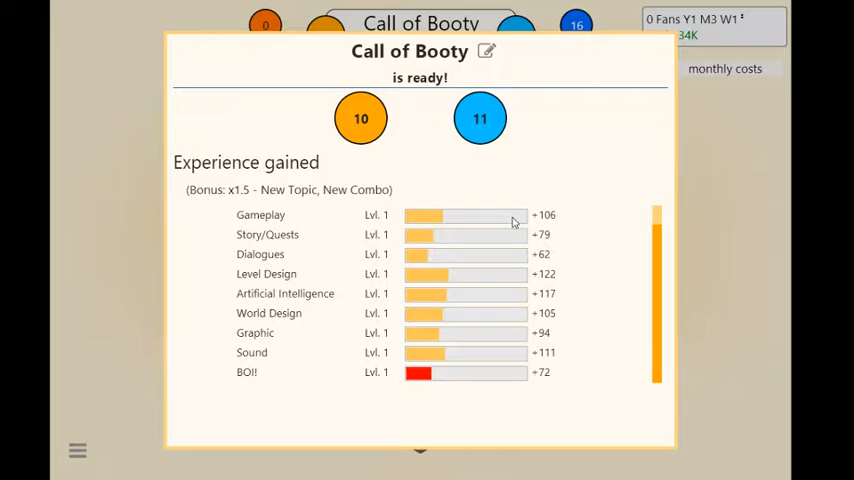 0
Call of Booty
16
0 Fans Y1 M3 W1
34K
monthly costs
Call of Booty
is ready!
10
11
Experience gained
(Bonus: x1.5 - New Topic, New Combo)
Gameplay Lvl. 1 +106
Story/Quests Lvl. 1 +79
Dialogues Lvl. 1 +62
Level Design Lvl. 1 +122
Artificial Intelligence Lvl. 1 +117
World Design Lvl. 1 +105
Graphic Lvl. 1 +94
Sound Lvl. 1 +111
BOI! Lvl. 1 +72